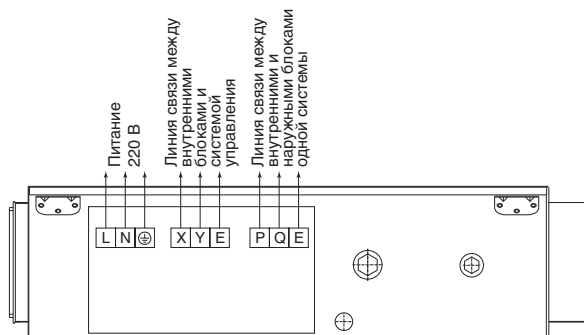 Питание
220 В
Линия связи между
внутренними
блоками и
системой
управления
Линия связи между
внутренними и
наружными блоками
одной системы
L N X Y E P Q E